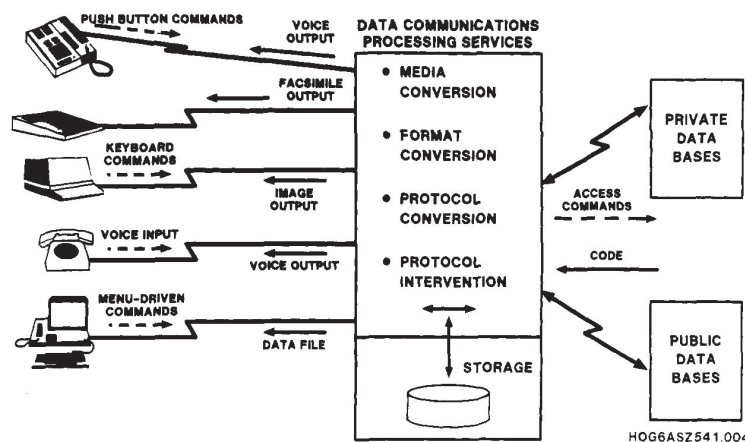 PUSH BUTTON COMMANDS
VOICE
OUTPUT
DATA COMMUNICATIONS
PROCESSING SERVICES
FACSIMILE
OUTPUT
KEYBOARD
COMMANDS
IMAGE
OUTPUT
VOICE INPUT
VOICE OUTPUT
MENU-DRIVEN
COMMANDS
DATA FILE
• MEDIA
CONVERSION
• FORMAT
CONVERSION
• PROTOCOL
CONVERSION
• PROTOCOL
INTERVENTION
STORAGE
PRIVATE
DATA
BASES
ACCESS
COMMANDS
CODE
PUBLIC
DATA
BASES
HOG6ASZ541.004